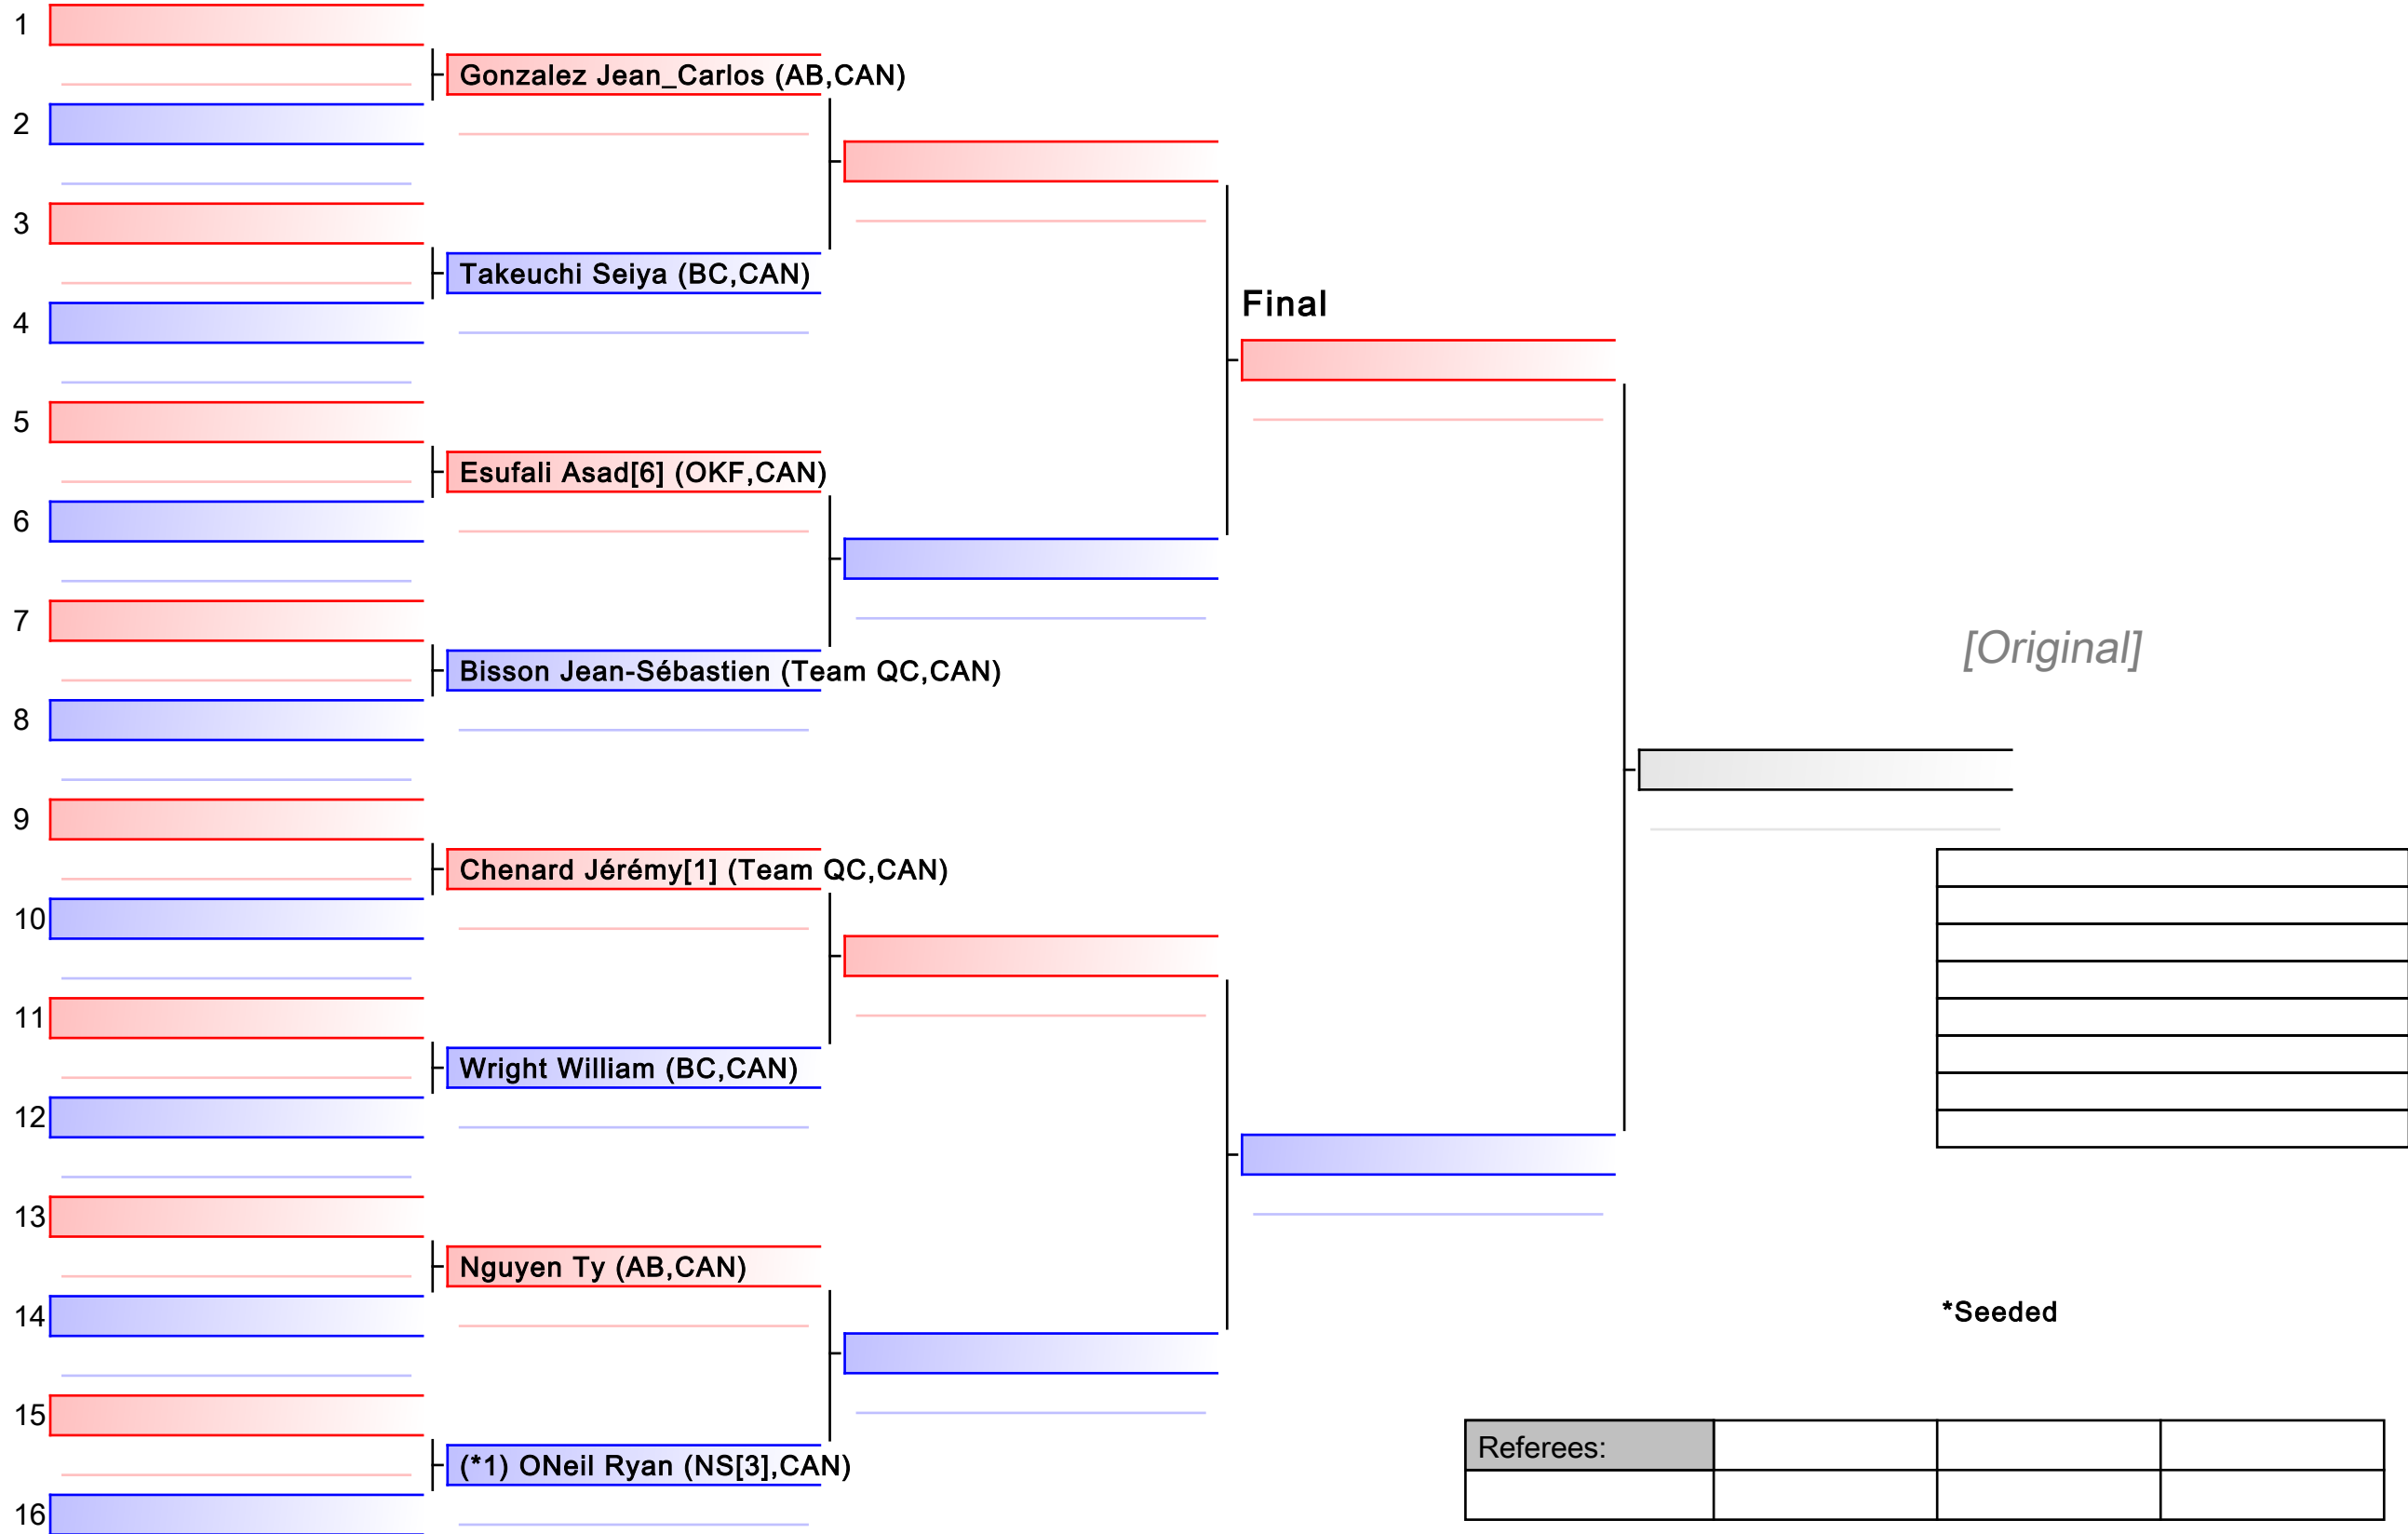 1
Gonzalez Jean_Carlos (AB,CAN)
2
3
Takeuchi Seiya (BC,CAN)
4
Final
5
Esufali Asad[6] (OKF,CAN)
6
7
[Original]
Bisson Jean-Sébastien (Team QC,CAN)
8
9
Chenard Jérémy[1] (Team QC,CAN)
10
11
Wright William (BC,CAN)
12
13
Nguyen Ty (AB,CAN)
14
*Seeded
15
Referees:
(*1) ONeil Ryan (NS[3],CAN)
16